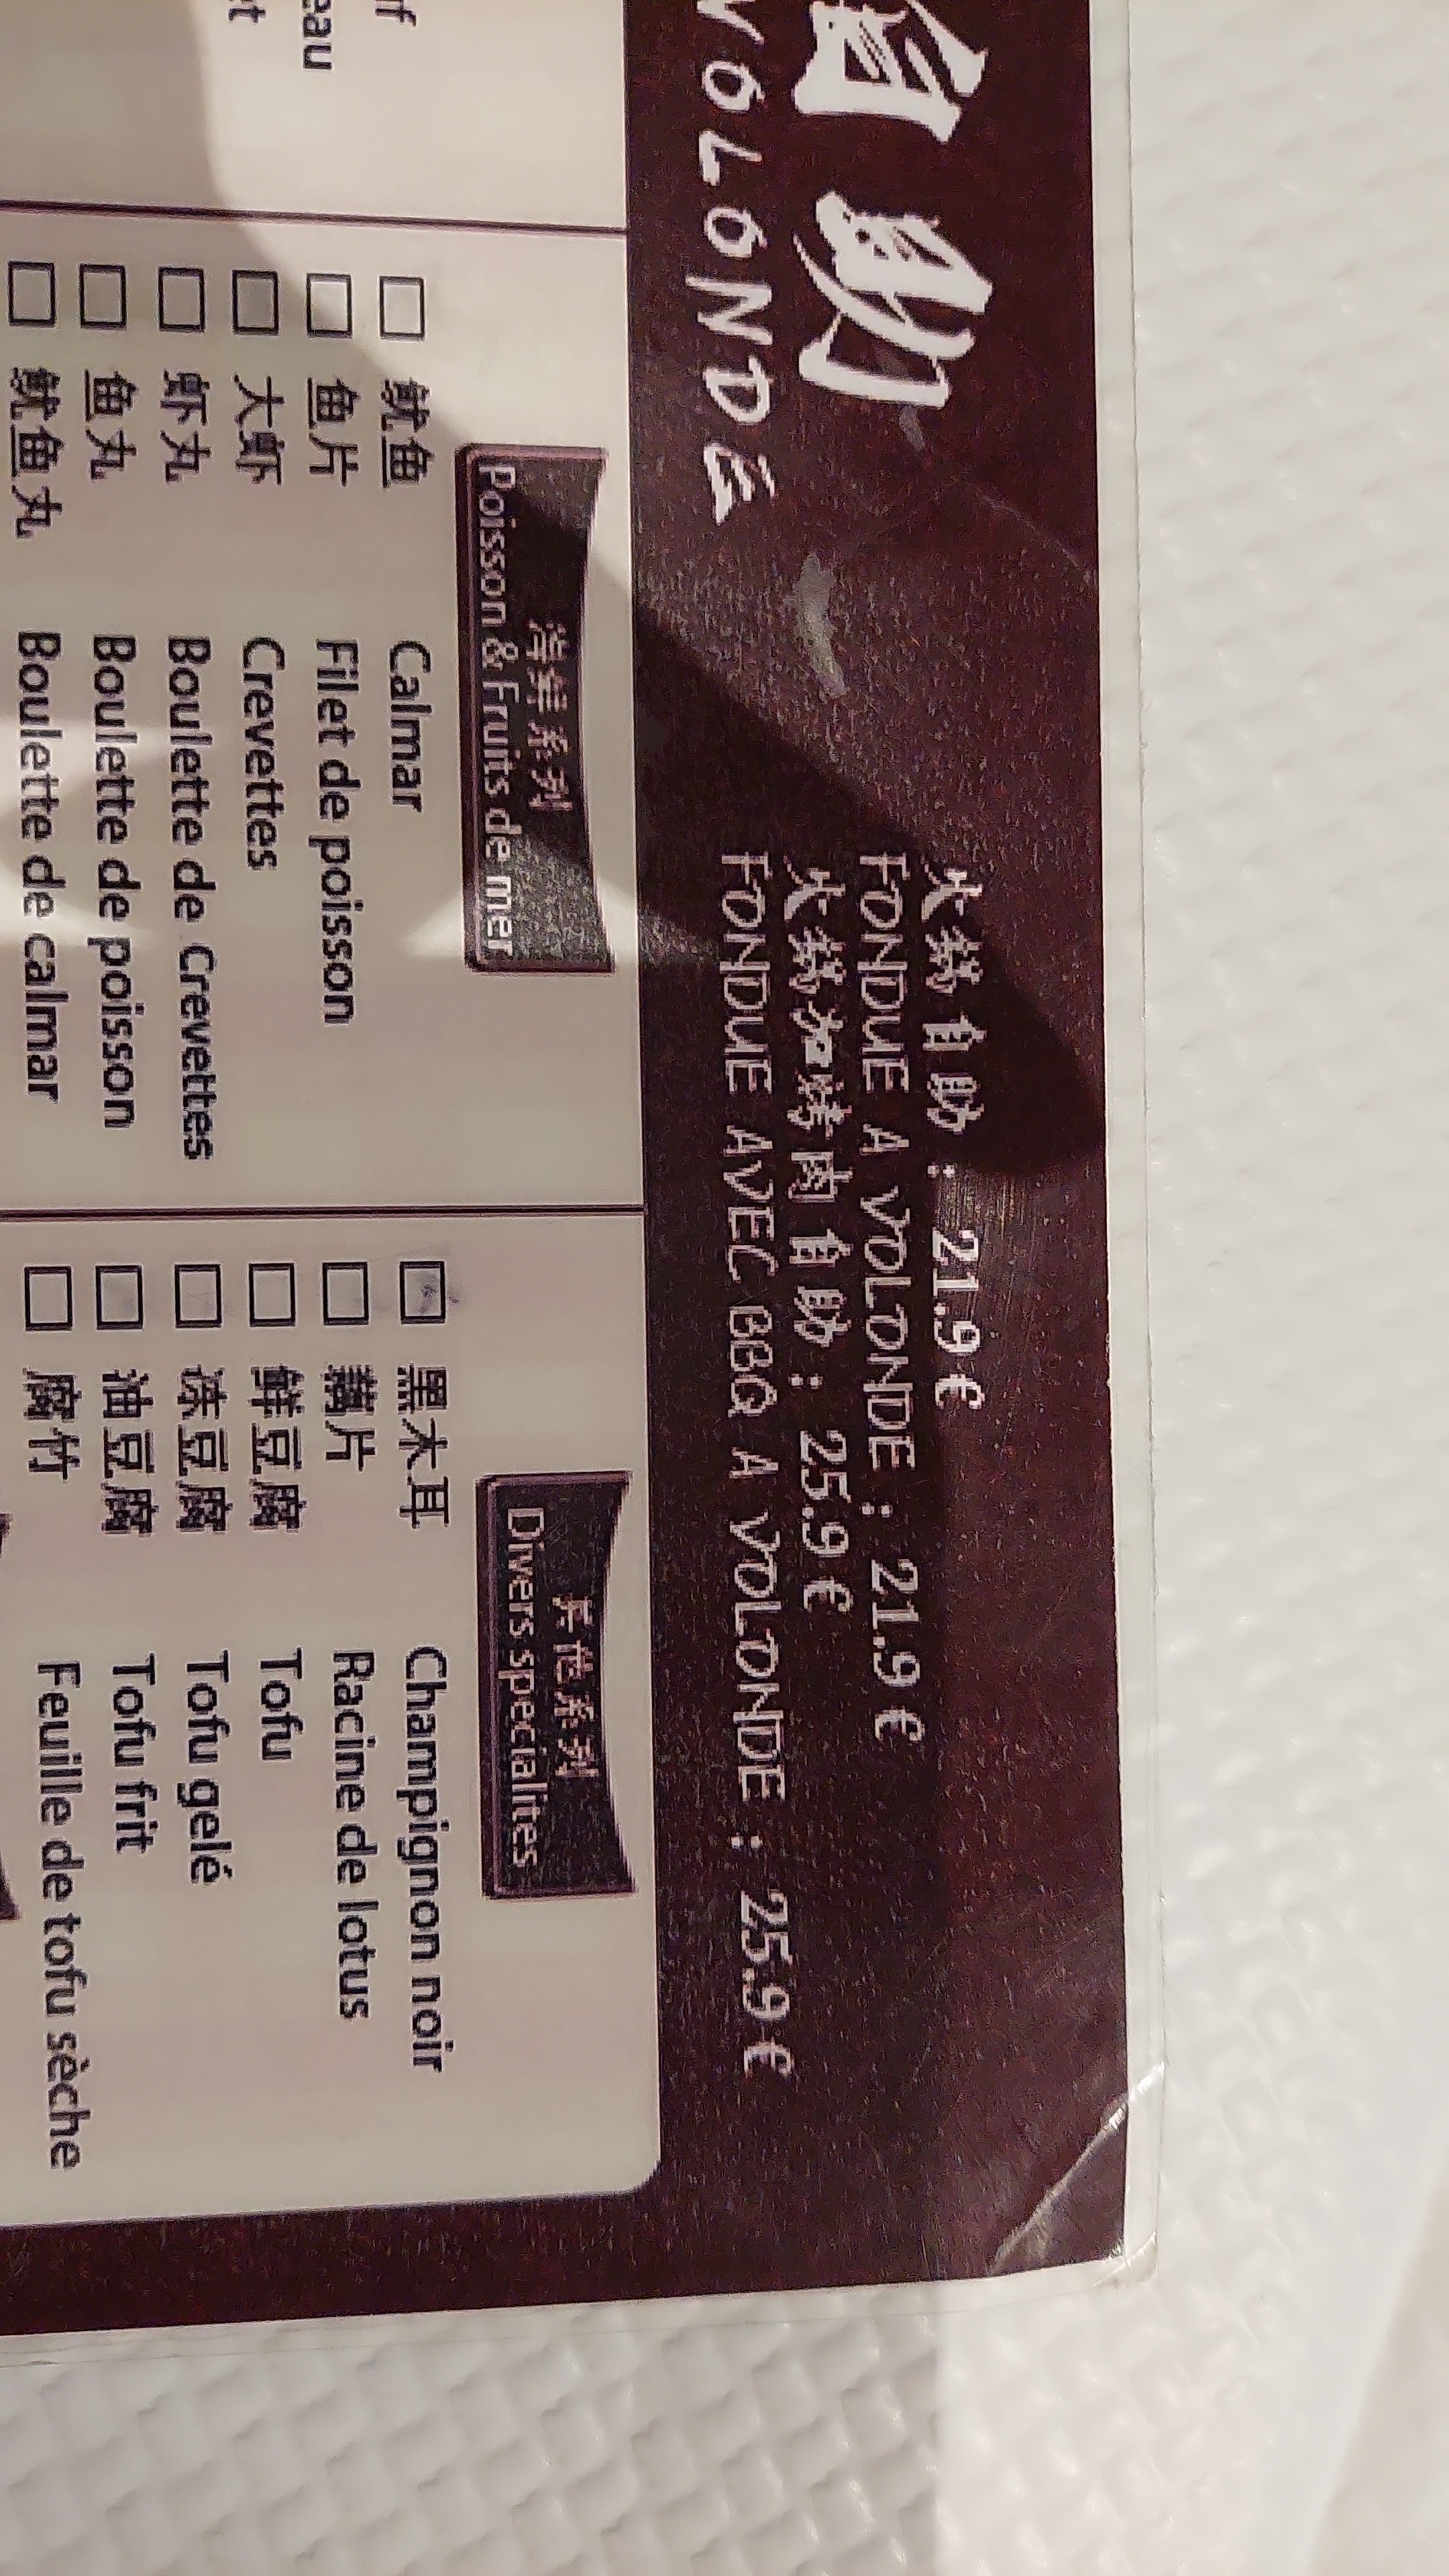 自助
VOLONDE
火锅自助：21.9 €
FONDUE A VOLONDE : 21.9 €
火锅加烤肉自助：25.9 €
FONDUE AVEC BBQ A VOLONDE : 25.9 €
海鲜系列
Poisson & Fruits de mer
□ 鱿鱼 Calmar
□ 鱼片 Filet de poisson
□ 大虾 Crevettes
□ 虾丸 Boulette de Crevettes
□ 鱼丸 Boulette de poisson
□ 鱿鱼丸 Boulette de calmar
其他系列
Divers specialites
□ 黑木耳 Champignon noir
□ 藕片 Racine de lotus
□ 鲜豆腐 Tofu
□ 冻豆腐 Tofu gelé
□ 油豆腐 Tofu frit
□ 腐竹 Feuille de tofu sèche